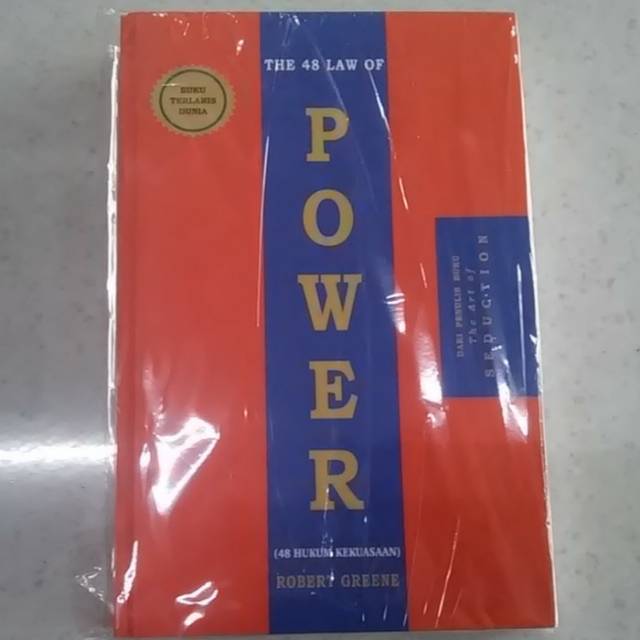 THE 48 LAW OF
BUKU
TERLARIS
DUNIA
POWER
DARI PENULIS BUKU
The Art of
SEDUCTION
(48 HUKUM KEKUASAAN)
ROBERT GREENE